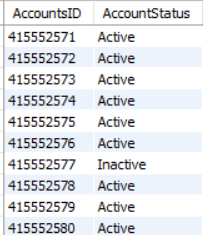 AccountsID AccountStatus
415552571 Active
415552572 Active
415552573 Active
415552574 Active
415552575 Active
415552576 Active
415552577 Inactive
415552578 Active
415552579 Active
415552580 Active